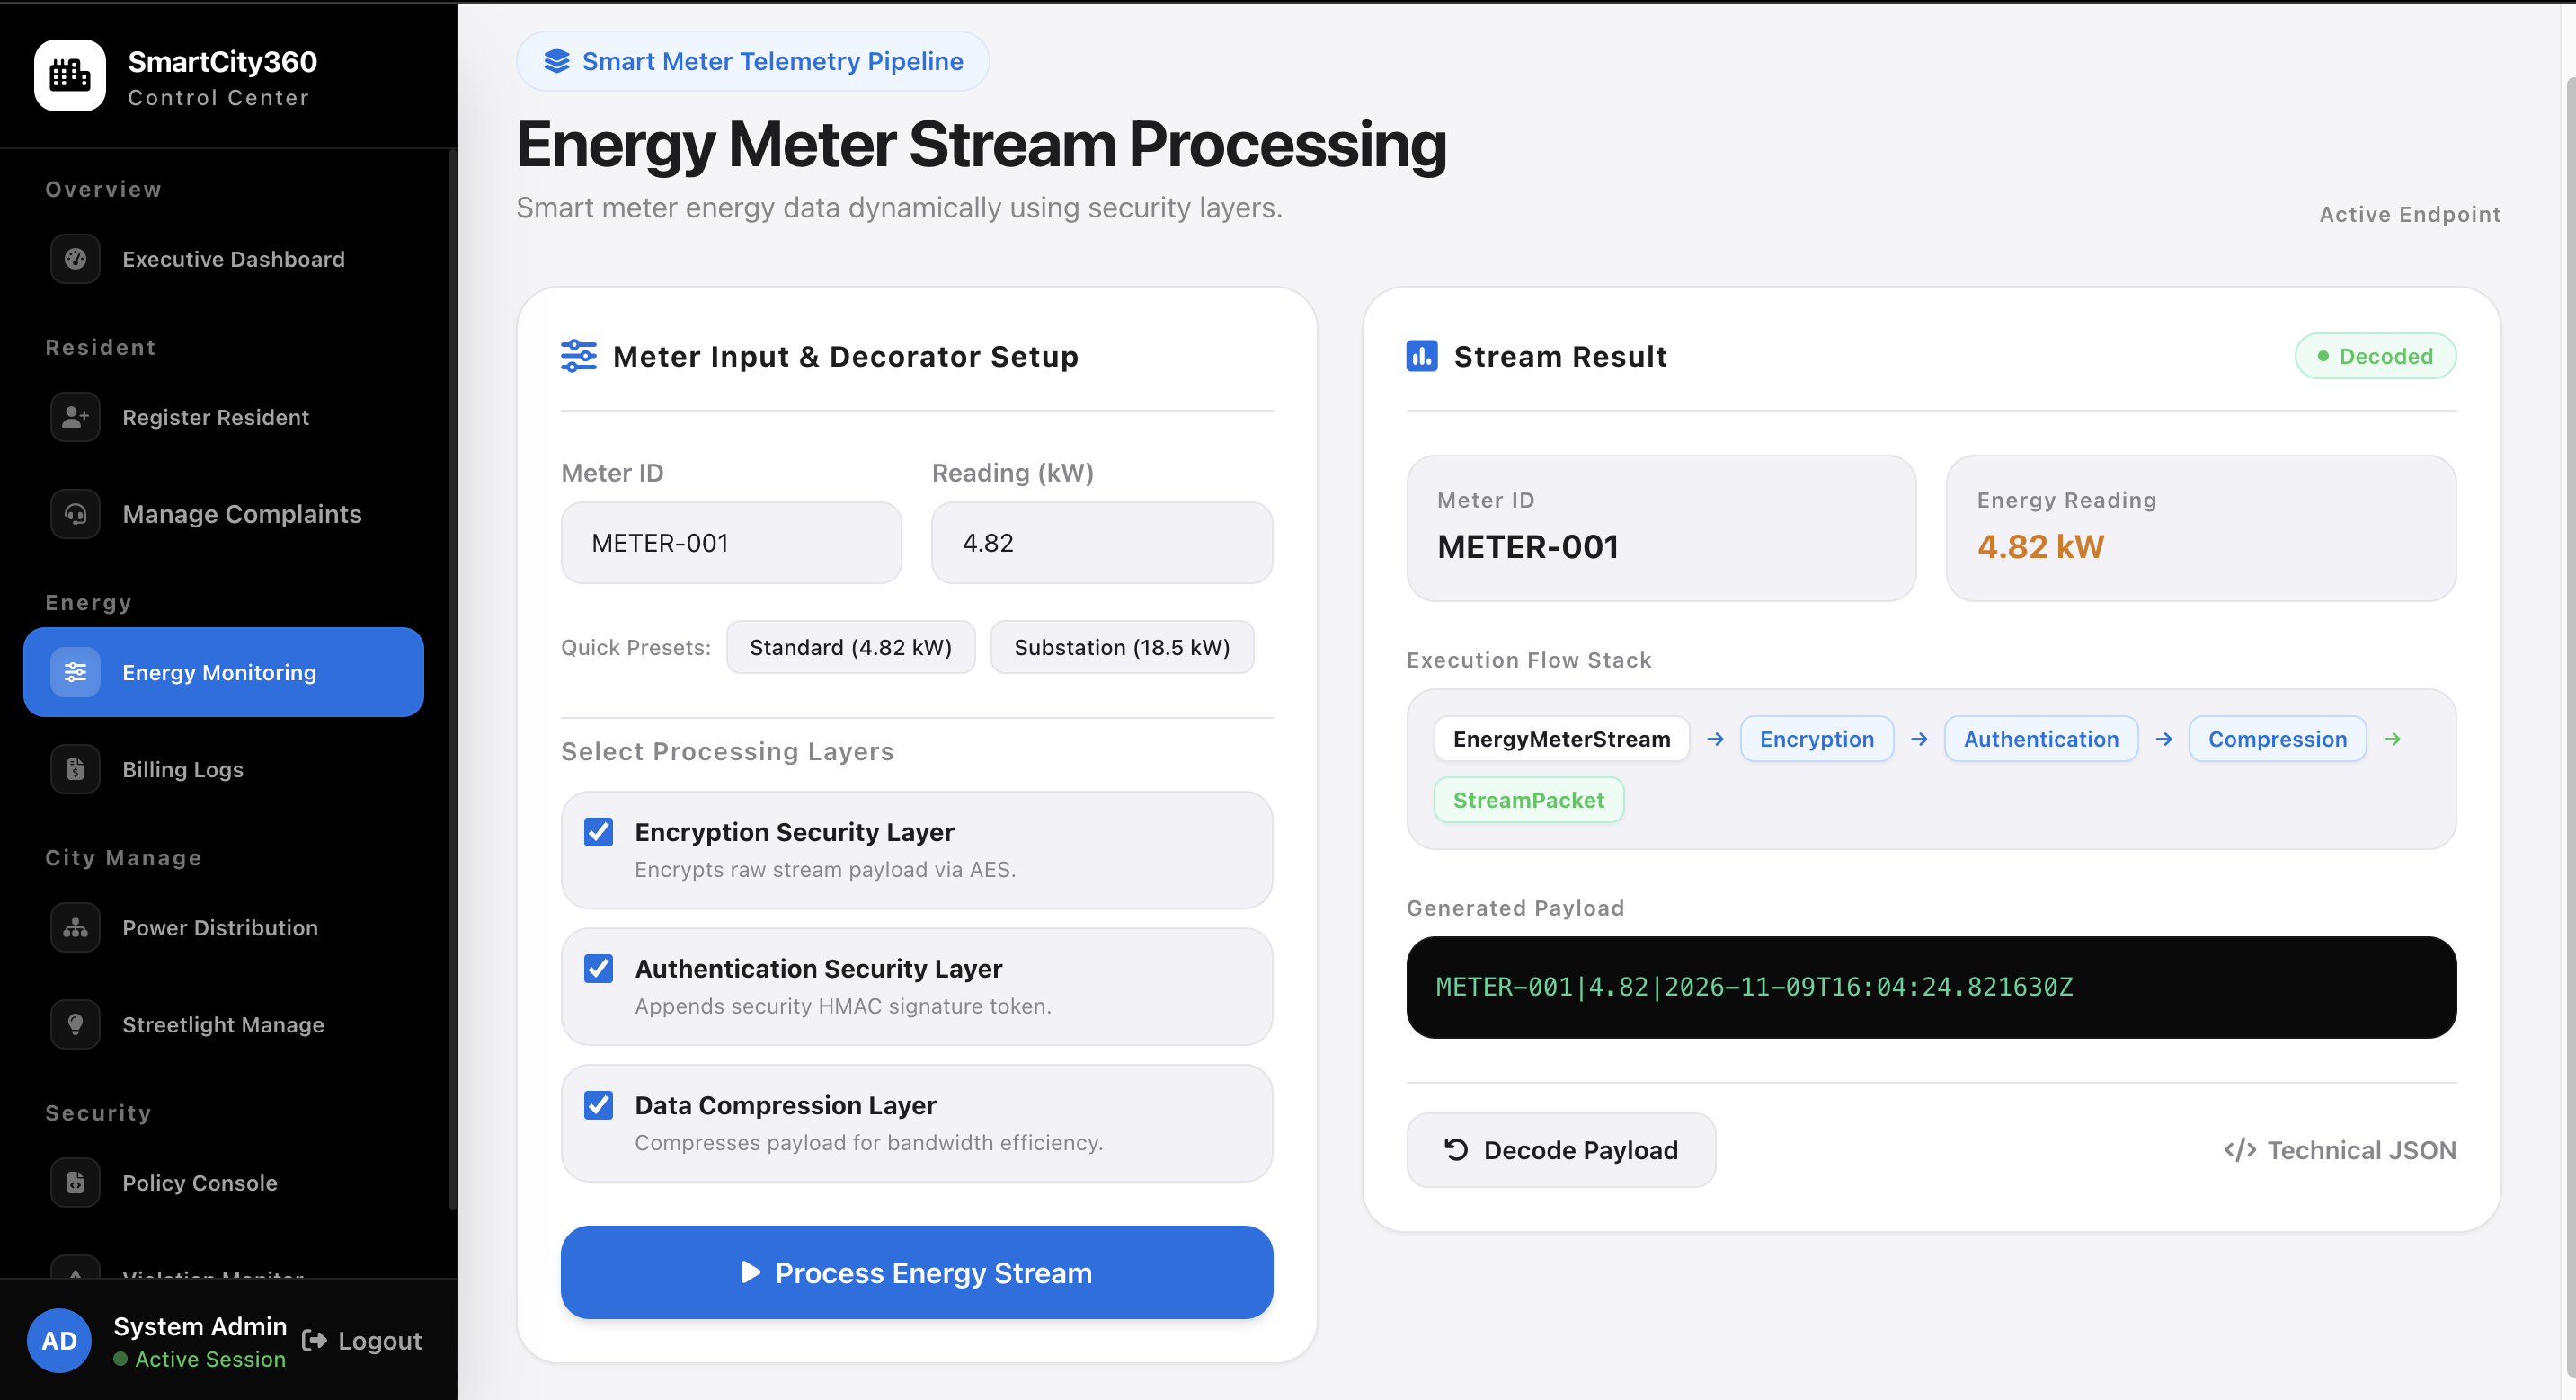 SmartCity360
Control Center
Overview
Executive Dashboard
Resident
Register Resident
Manage Complaints
Energy
Energy Monitoring
Billing Logs
City Manage
Power Distribution
Streetlight Manage
Security
Policy Console
Violation Monitor
AD
System Admin
Active Session
Logout
Smart Meter Telemetry Pipeline
Energy Meter Stream Processing
Smart meter energy data dynamically using security layers.
Active Endpoint
Meter Input & Decorator Setup
Meter ID
Reading (kW)
METER-001
4.82
Quick Presets:
Standard (4.82 kW)
Substation (18.5 kW)
Select Processing Layers
Encryption Security Layer
Encrypts raw stream payload via AES.
Authentication Security Layer
Appends security HMAC signature token.
Data Compression Layer
Compresses payload for bandwidth efficiency.
Process Energy Stream
Stream Result
Decoded
Meter ID
METER-001
Energy Reading
4.82 kW
Execution Flow Stack
EnergyMeterStream → Encryption → Authentication → Compression →
StreamPacket
Generated Payload
METER-001|4.82|2026-11-09T16:04:24.821630Z
Decode Payload
</> Technical JSON